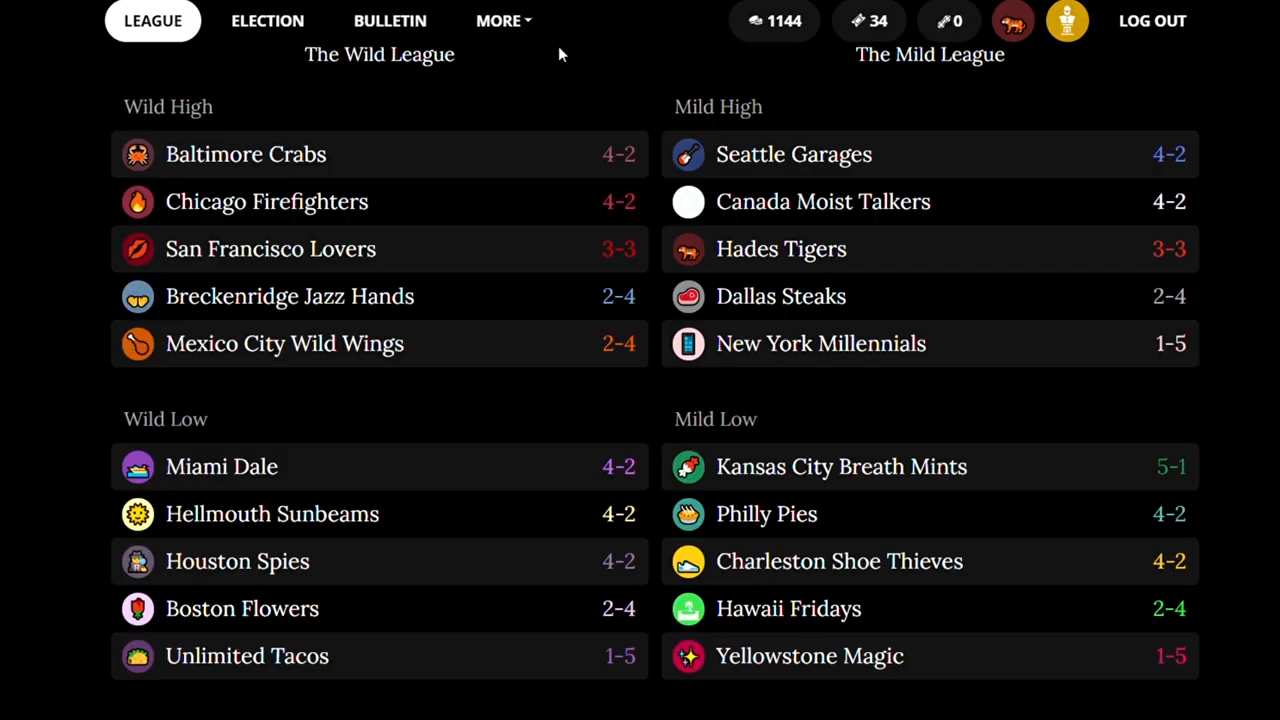 LEAGUE ELECTION BULLETIN MORE 1144 34 0 LOG OUT
The Wild League
Wild High
Baltimore Crabs 4-2
Chicago Firefighters 4-2
San Francisco Lovers 3-3
Breckenridge Jazz Hands 2-4
Mexico City Wild Wings 2-4
Wild Low
Miami Dale 4-2
Hellmouth Sunbeams 4-2
Houston Spies 4-2
Boston Flowers 2-4
Unlimited Tacos 1-5
The Mild League
Mild High
Seattle Garages 4-2
Canada Moist Talkers 4-2
Hades Tigers 3-3
Dallas Steaks 2-4
New York Millennials 1-5
Mild Low
Kansas City Breath Mints 5-1
Philly Pies 4-2
Charleston Shoe Thieves 4-2
Hawaii Fridays 2-4
Yellowstone Magic 1-5